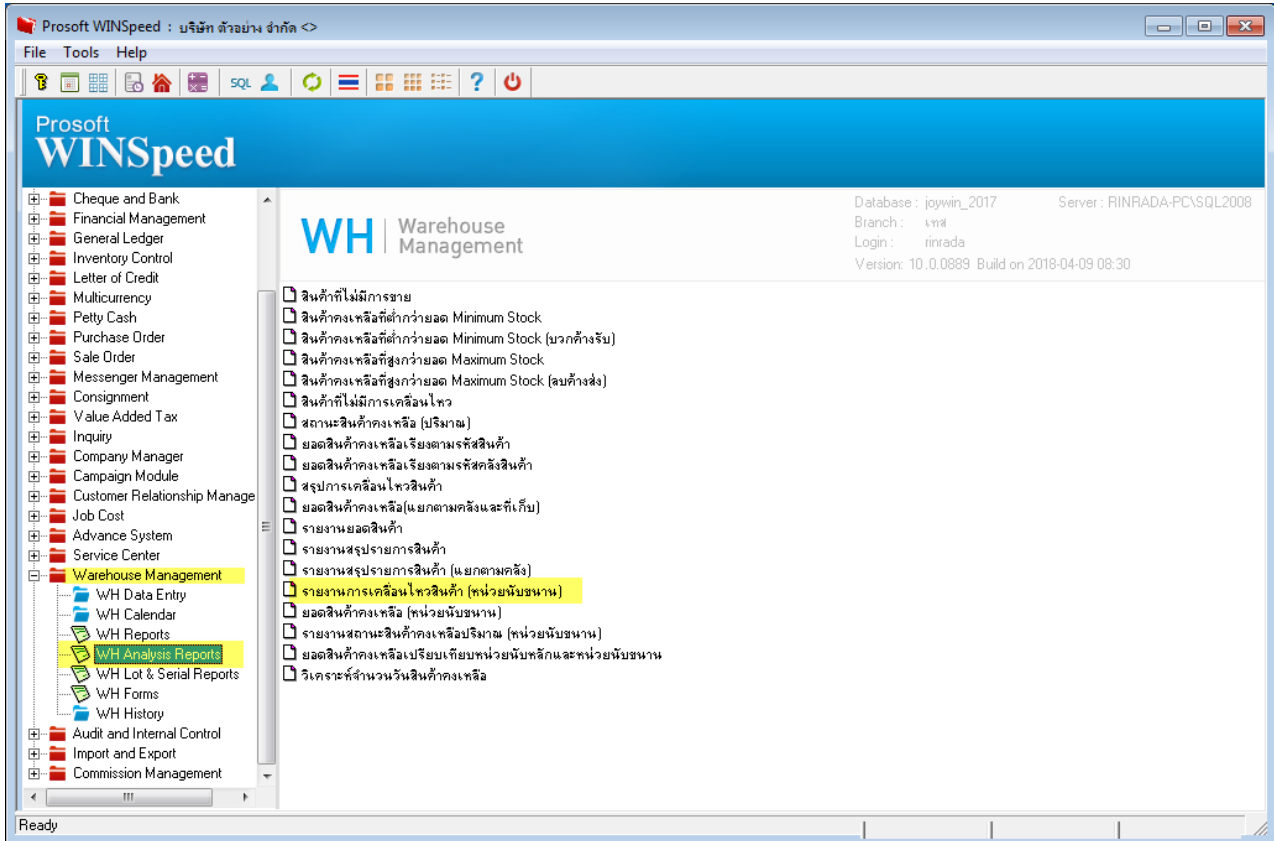 Prosoft WINSpeed : บริษัท ตัวอย่าง จำกัด <>
File Tools Help
SQL
Prosoft
WINSpeed
Cheque and Bank
Financial Management
General Ledger
Inventory Control
Letter of Credit
Multicurrency
Petty Cash
Purchase Order
Sale Order
Messenger Management
Consignment
Value Added Tax
Inquiry
Company Manager
Campaign Module
Customer Relationship Manage
Job Cost
Advance System
Service Center
Warehouse Management
WH Data Entry
WH Calendar
WH Reports
WH Analysis Reports
WH Lot & Serial Reports
WH Forms
WH History
Audit and Internal Control
Import and Export
Commission Management
WH Warehouse
Management
Database : joywin_2017 Server : RINRADA-PC\SQL2008
Branch : เทส
Login : rinrada
Version: 10.0.0889 Build on 2018-04-09 08:30
สินค้าที่ไม่มีการขาย
สินค้าคงเหลือที่ต่ำกว่ายอด Minimum Stock
สินค้าคงเหลือที่ต่ำกว่ายอด Minimum Stock (บวกค้างรับ)
สินค้าคงเหลือที่สูงกว่ายอด Maximum Stock
สินค้าคงเหลือที่สูงกว่ายอด Maximum Stock (ลบค้างส่ง)
สินค้าที่ไม่มีการเคลื่อนไหว
สถานะสินค้าคงเหลือ (ปริมาณ)
ยอดสินค้าคงเหลือเรียงตามรหัสสินค้า
ยอดสินค้าคงเหลือเรียงตามรหัสคลังสินค้า
สรุปการเคลื่อนไหวสินค้า
ยอดสินค้าคงเหลือ(แยกตามคลังและที่เก็บ)
รายงานยอดสินค้า
รายงานสรุปรายการสินค้า
รายงานสรุปรายการสินค้า (แยกตามคลัง)
รายงานการเคลื่อนไหวสินค้า (หน่วยนับขนาน)
ยอดสินค้าคงเหลือ (หน่วยนับขนาน)
รายงานสถานะสินค้าคงเหลือปริมาณ (หน่วยนับขนาน)
ยอดสินค้าคงเหลือเปรียบเทียบหน่วยนับหลักและหน่วยนับขนาน
วิเคราะห์จำนวนวันสินค้าคงเหลือ
Ready